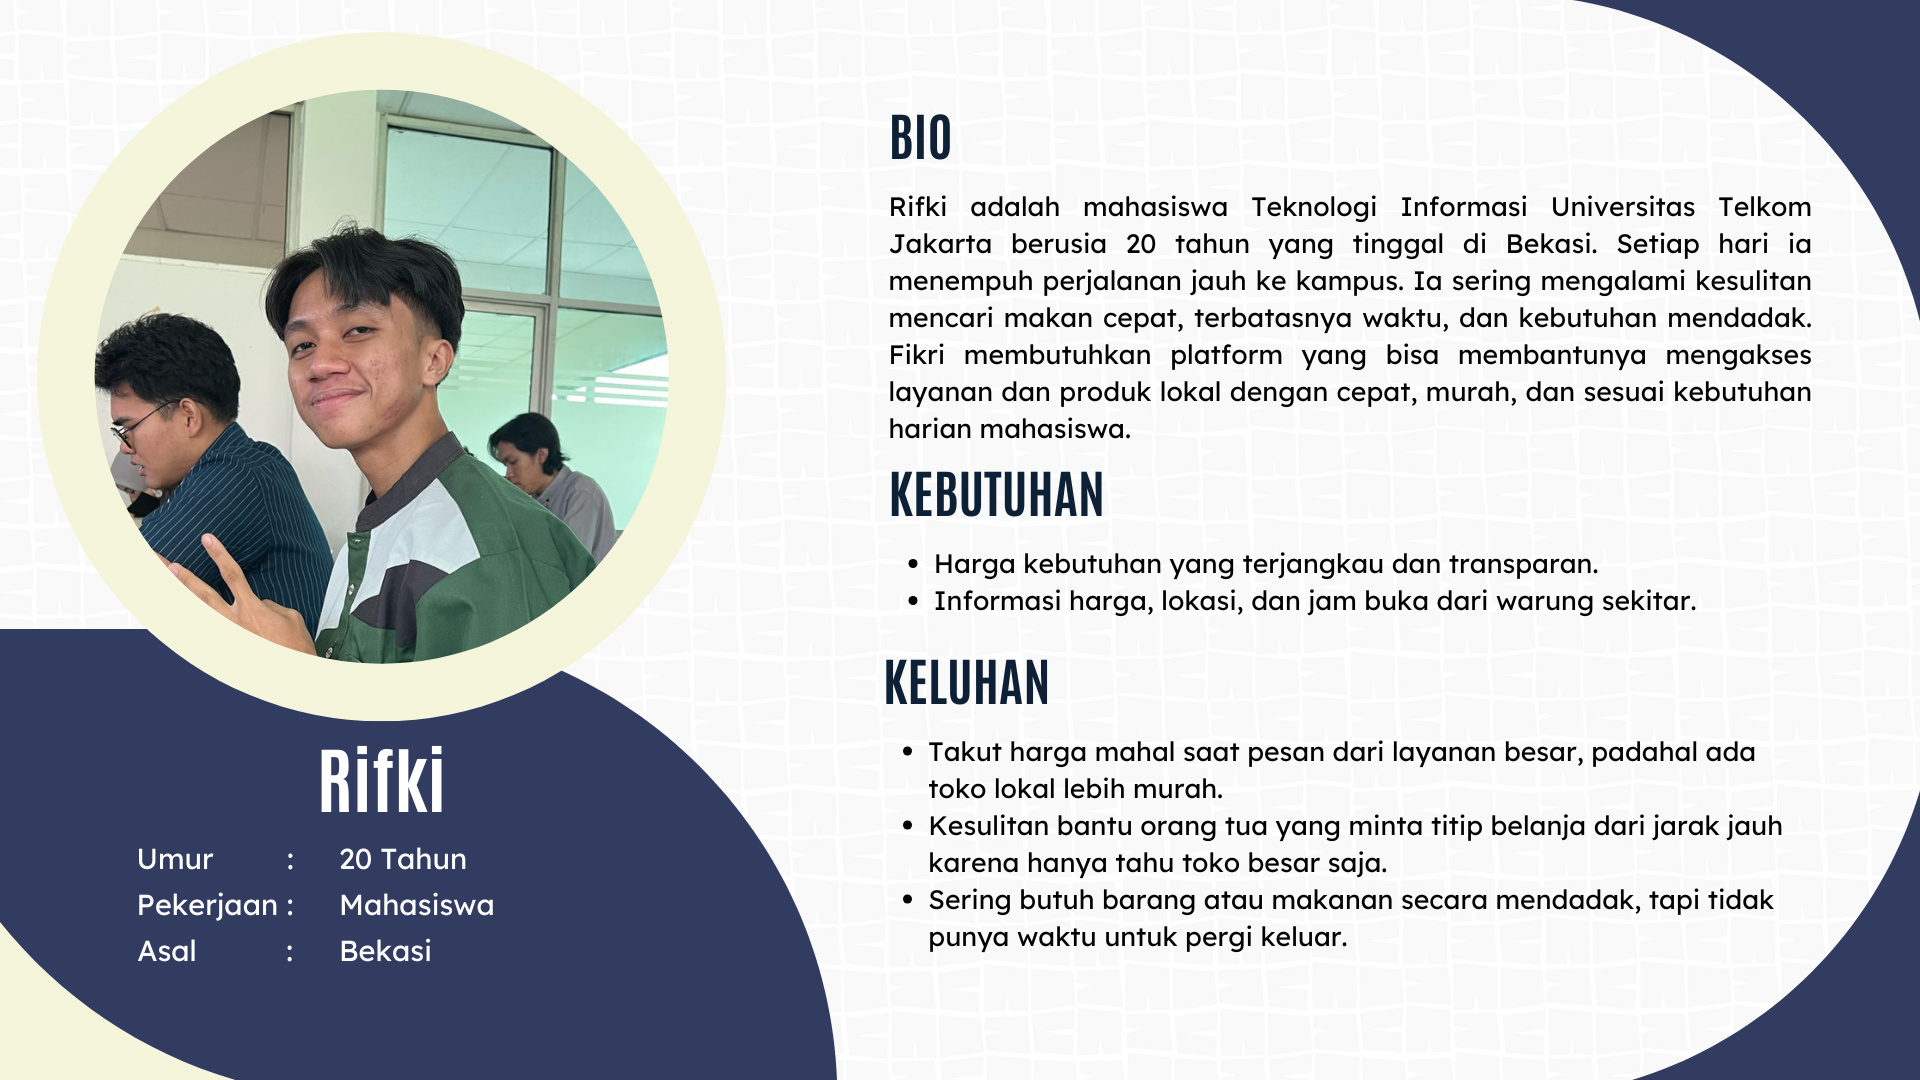 BIO
Rifki adalah mahasiswa Teknologi Informasi Universitas Telkom
Jakarta berusia 20 tahun yang tinggal di Bekasi. Setiap hari ia
menempuh perjalanan jauh ke kampus. Ia sering mengalami kesulitan
mencari makan cepat, terbatasnya waktu, dan kebutuhan mendadak.
Fikri membutuhkan platform yang bisa membantunya mengakses
layanan dan produk lokal dengan cepat, murah, dan sesuai kebutuhan
harian mahasiswa.
KEBUTUHAN
• Harga kebutuhan yang terjangkau dan transparan.
• Informasi harga, lokasi, dan jam buka dari warung sekitar.
KELUHAN
• Takut harga mahal saat pesan dari layanan besar, padahal ada
toko lokal lebih murah.
• Kesulitan bantu orang tua yang minta titip belanja dari jarak jauh
karena hanya tahu toko besar saja.
• Sering butuh barang atau makanan secara mendadak, tapi tidak
punya waktu untuk pergi keluar.
Rifki
Umur : 20 Tahun
Pekerjaan : Mahasiswa
Asal : Bekasi